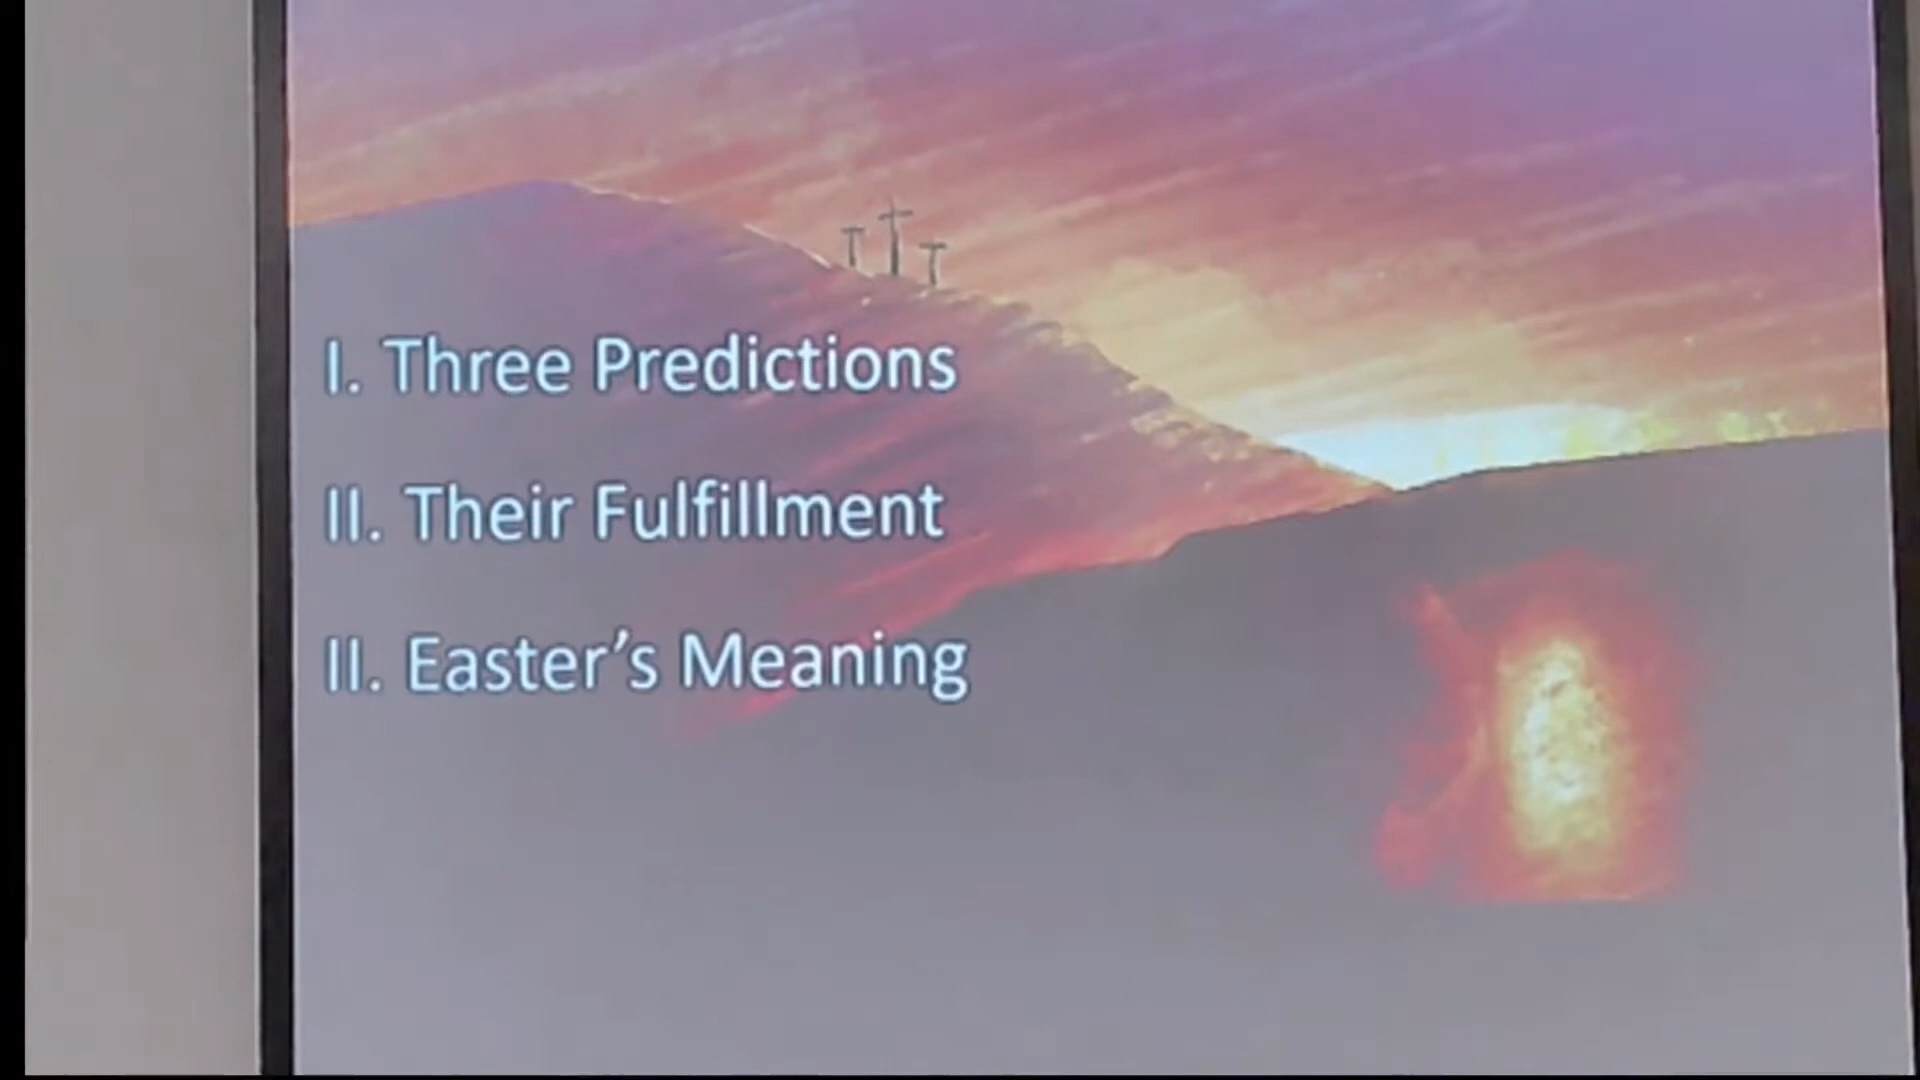 I. Three Predictions
II. Their Fulfillment
II. Easter’s Meaning